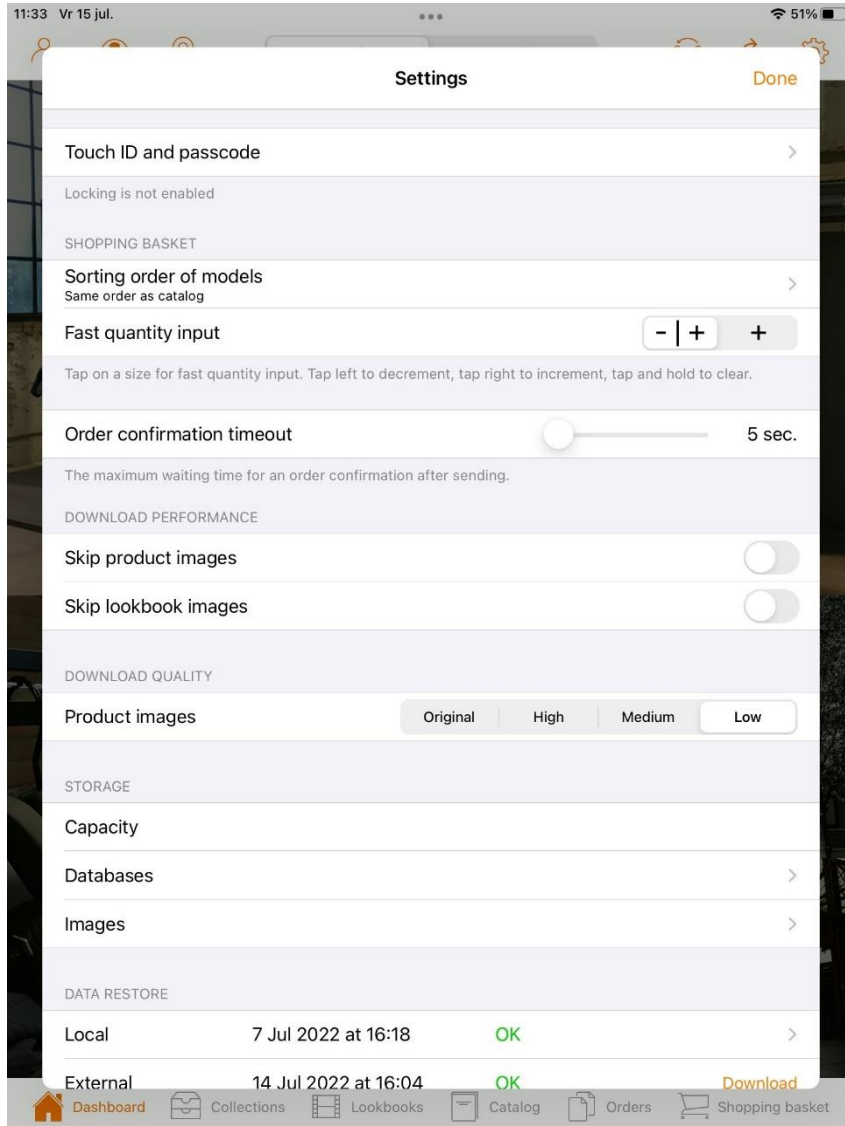 11:33 Vr 15 jul.
51%
Settings
Done
Touch ID and passcode
Locking is not enabled
SHOPPING BASKET
Sorting order of models
Same order as catalog
Fast quantity input - | + +
Tap on a size for fast quantity input. Tap left to decrement, tap right to increment, tap and hold to clear.
Order confirmation timeout 5 sec.
The maximum waiting time for an order confirmation after sending.
DOWNLOAD PERFORMANCE
Skip product images
Skip lookbook images
DOWNLOAD QUALITY
Product images Original High Medium Low
STORAGE
Capacity
Databases
Images
DATA RESTORE
Local 7 Jul 2022 at 16:18 OK
External 14 Jul 2022 at 16:04 OK Download
Dashboard Collections Lookbooks Catalog Orders Shopping basket